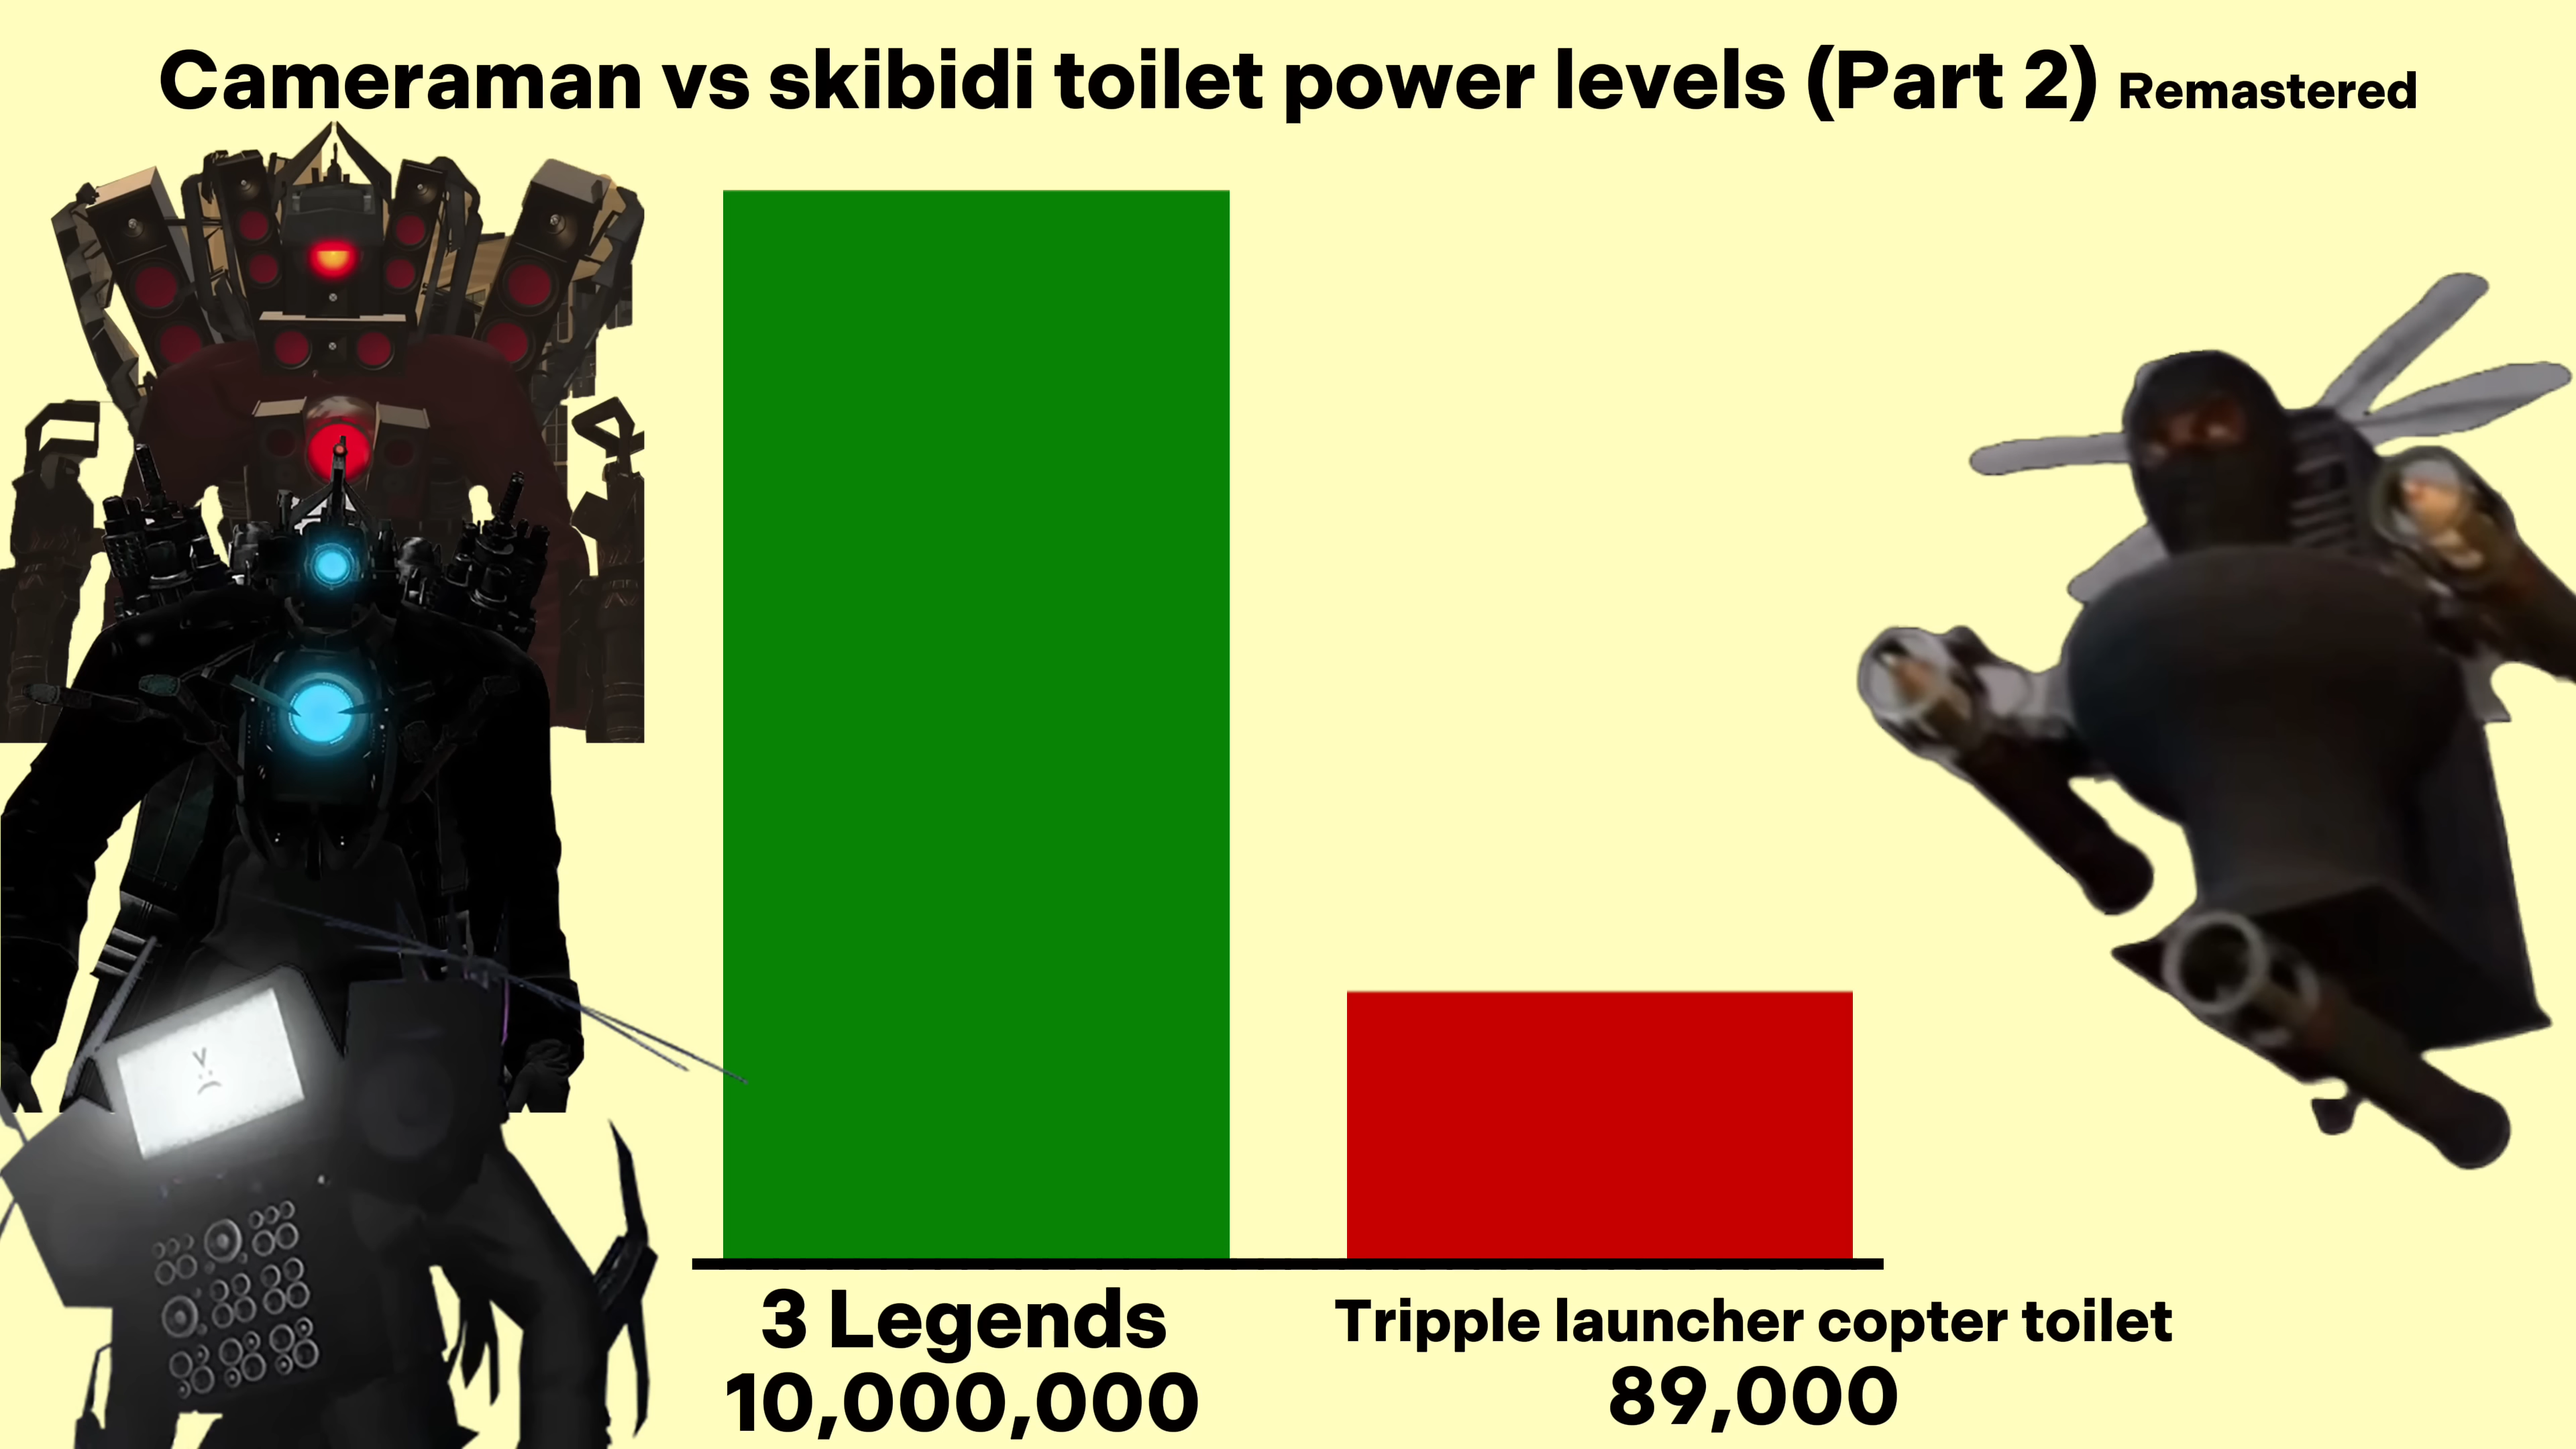 Cameraman vs skibidi toilet power levels (Part 2) Remastered
3 Legends
10,000,000
Tripple launcher copter toilet
89,000